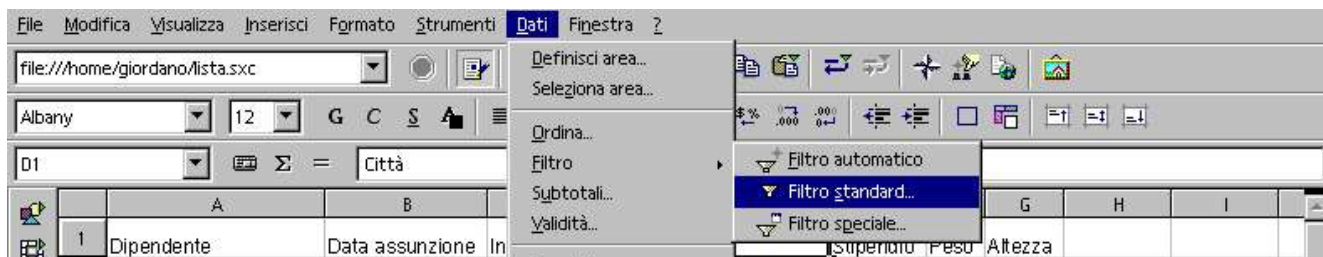 File Modifica Visualizza Inserisci Formato Strumenti Dati Finestra ?
file:///home/giordano/lista.sxc
Definisci area...
Seleziona area...
Albany 12 G C S A
Ordina...
D1 Σ = Città
Filtro
Filtro automatico
Subtotali...
Filtro standard...
A B G H I
Validità...
Filtro speciale...
1 Dipendente Data assunzione In Stipendio Peso Altezza